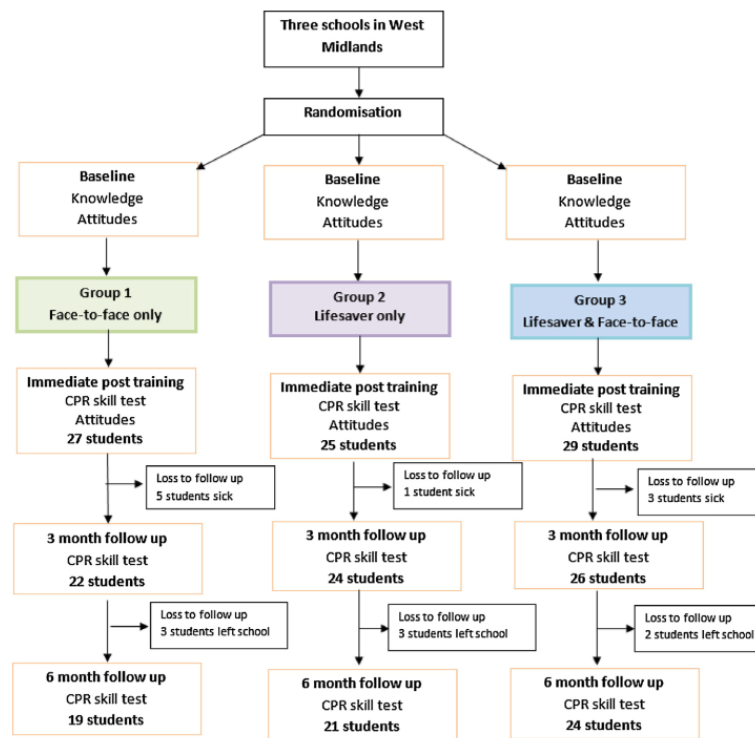 Three schools in West
Midlands
Randomisation
Baseline
Knowledge
Attitudes
Baseline
Knowledge
Attitudes
Baseline
Knowledge
Attitudes
Group 1
Face-to-face only
Group 2
Lifesaver only
Group 3
Lifesaver & Face-to-face
Immediate post training
CPR skill test
Attitudes
27 students
Immediate post training
CPR skill test
Attitudes
25 students
Immediate post training
CPR skill test
Attitudes
29 students
Loss to follow up
5 students sick
Loss to follow up
1 student sick
Loss to follow up
3 students sick
3 month follow up
CPR skill test
22 students
3 month follow up
CPR skill test
24 students
3 month follow up
CPR skill test
26 students
Loss to follow up
3 students left school
Loss to follow up
3 students left school
Loss to follow up
2 students left school
6 month follow up
CPR skill test
19 students
6 month follow up
CPR skill test
21 students
6 month follow up
CPR skill test
24 students